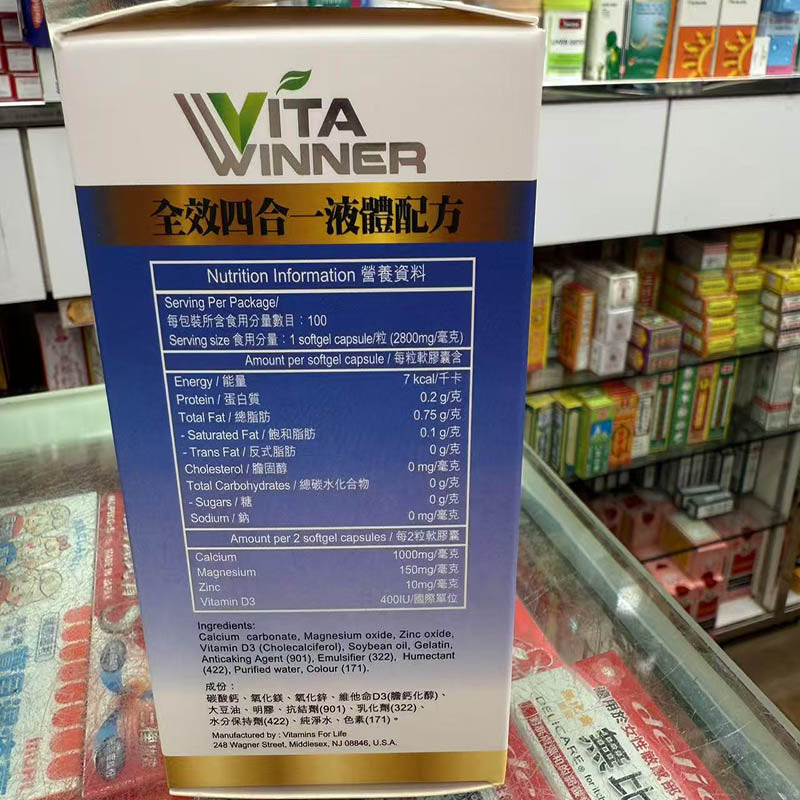 VITA
WINNER
全效四合一液體配方
Nutrition Information 營養資料
Serving Per Package/
每包裝所含食用分量數目：100
Serving size 食用分量：1 softgel capsule/粒 (2800mg/毫克)
Amount per softgel capsule / 每粒軟膠囊含
Energy / 能量 7 kcal/千卡
Protein / 蛋白質 0.2 g/克
Total Fat / 總脂肪 0.75 g/克
- Saturated Fat / 飽和脂肪 0.1 g/克
- Trans Fat / 反式脂肪 0 g/克
Cholesterol / 膽固醇 0 mg/毫克
Total Carbohydrates / 總碳水化合物 0 g/克
- Sugars / 糖 0 g/克
Sodium / 鈉 0 mg/毫克
Amount per 2 softgel capsules / 每2粒軟膠囊
Calcium 1000mg/毫克
Magnesium 150mg/毫克
Zinc 10mg/毫克
Vitamin D3 400IU/國際單位
Ingredients:
Calcium carbonate, Magnesium oxide, Zinc oxide,
Vitamin D3 (Cholecalciferol), Soybean oil, Gelatin,
Anticaking Agent (901), Emulsifier (322), Humectant
(422), Purified water, Colour (171).
成份：
碳酸鈣、氧化鎂、氧化鋅、維他命D3(膽鈣化醇)、
大豆油、明膠、抗結劑(901)、乳化劑(322)、
水分保持劑(422)、純淨水、色素(171)。
Manufactured by : Vitamins For Life
248 Wagner Street, Middlesex, NJ 08846, U.S.A.
DELICARE®